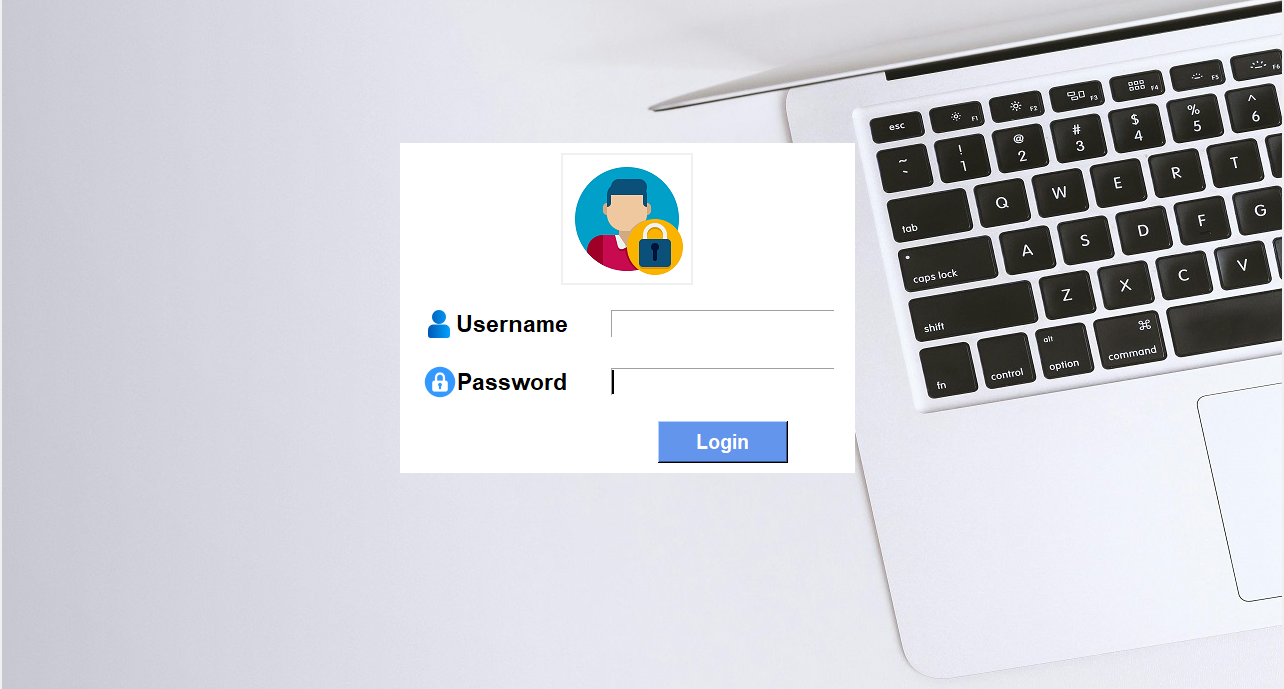 Username
Password
Login
esc F1 F2 F3 F4 F5 F6
~ ` ! 1 @ 2 # 3 $ 4 % 5 ^ 6
tab Q W E R T
caps lock A S D F G
shift Z X C V
fn control alt option ⌘ command